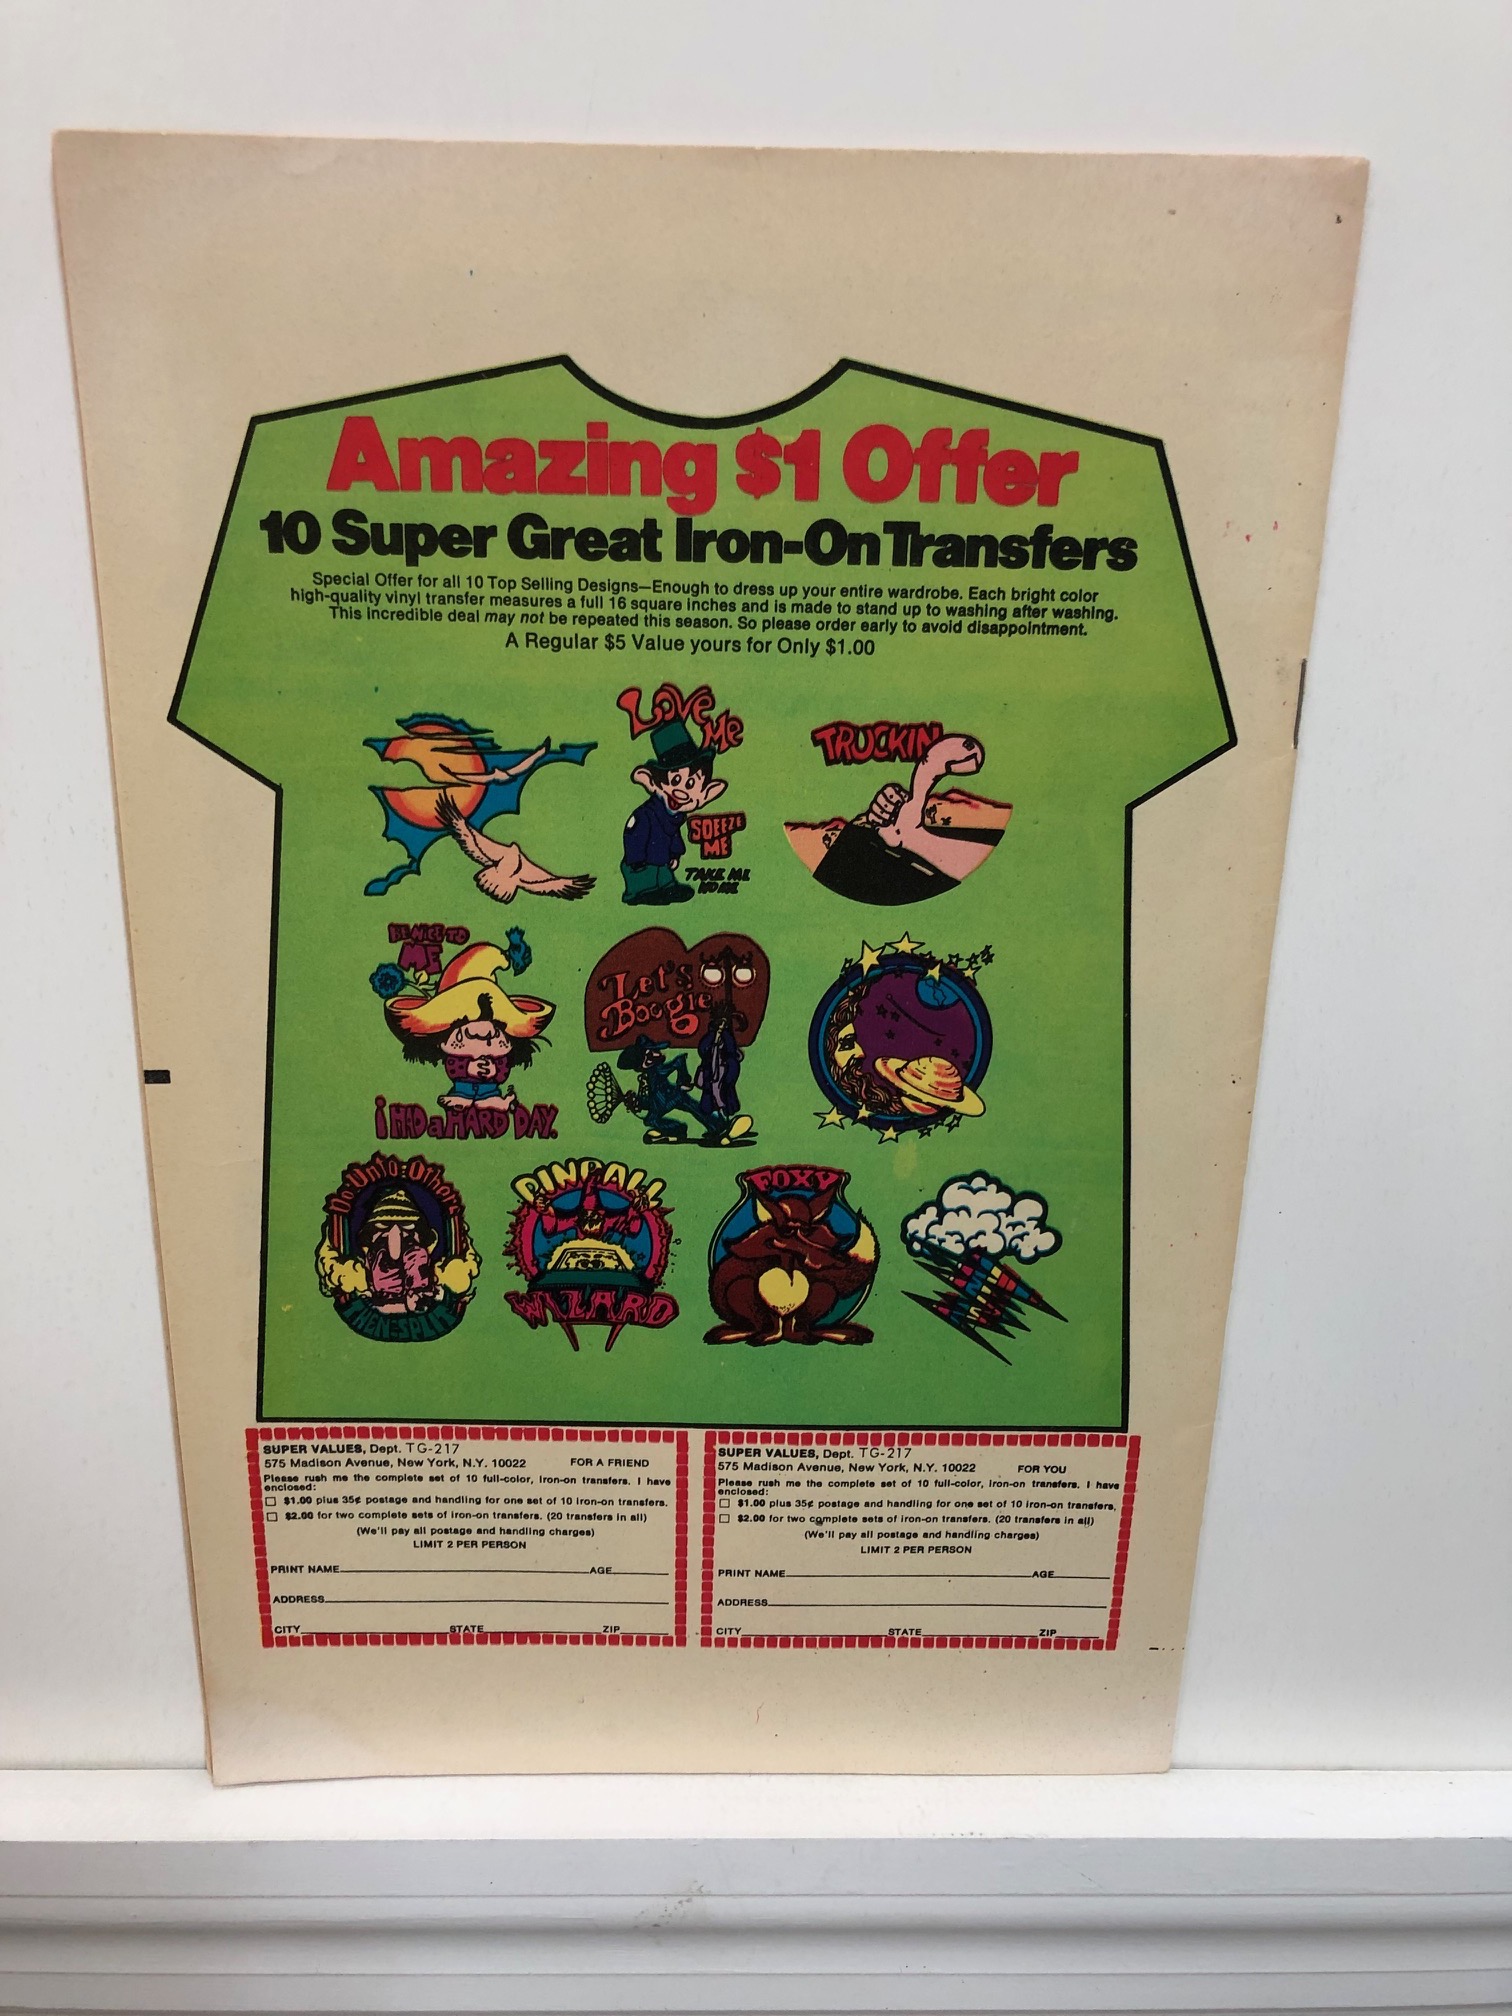 Amazing $1 Offer
10 Super Great Iron-On Transfers
Special Offer for all 10 Top Selling Designs—Enough to dress up your entire wardrobe. Each bright color
high-quality vinyl transfer measures a full 16 square inches and is made to stand up to washing after washing.
This incredible deal may not be repeated this season. So please order early to avoid disappointment.
A Regular $5 Value yours for Only $1.00
LOVE
ME
SQEEZE
ME
TAKE ME
HOME
TRUCKIN
BE NICE TO
ME
I HAD a HARD DAY.
Let's
Boogie
Do Unto Others
THEN SPLIT
PINBALL
WIZARD
FOXY
SUPER VALUES, Dept. TG-217
575 Madison Avenue, New York, N.Y. 10022 FOR A FRIEND
Please rush me the complete set of 10 full-color, iron-on transfers. I have
enclosed:
$1.00 plus 35¢ postage and handling for one set of 10 iron-on transfers.
$2.00 for two complete sets of iron-on transfers. (20 transfers in all)
(We'll pay all postage and handling charges)
LIMIT 2 PER PERSON
PRINT NAME AGE
ADDRESS
CITY STATE ZIP
SUPER VALUES, Dept. TG-217
575 Madison Avenue, New York, N.Y. 10022 FOR YOU
Please rush me the complete set of 10 full-color, iron-on transfers. I have
enclosed:
$1.00 plus 35¢ postage and handling for one set of 10 iron-on transfers,
$2.00 for two complete sets of iron-on transfers. (20 transfers in all)
(We'll pay all postage and handling charges)
LIMIT 2 PER PERSON
PRINT NAME AGE
ADDRESS
CITY STATE ZIP